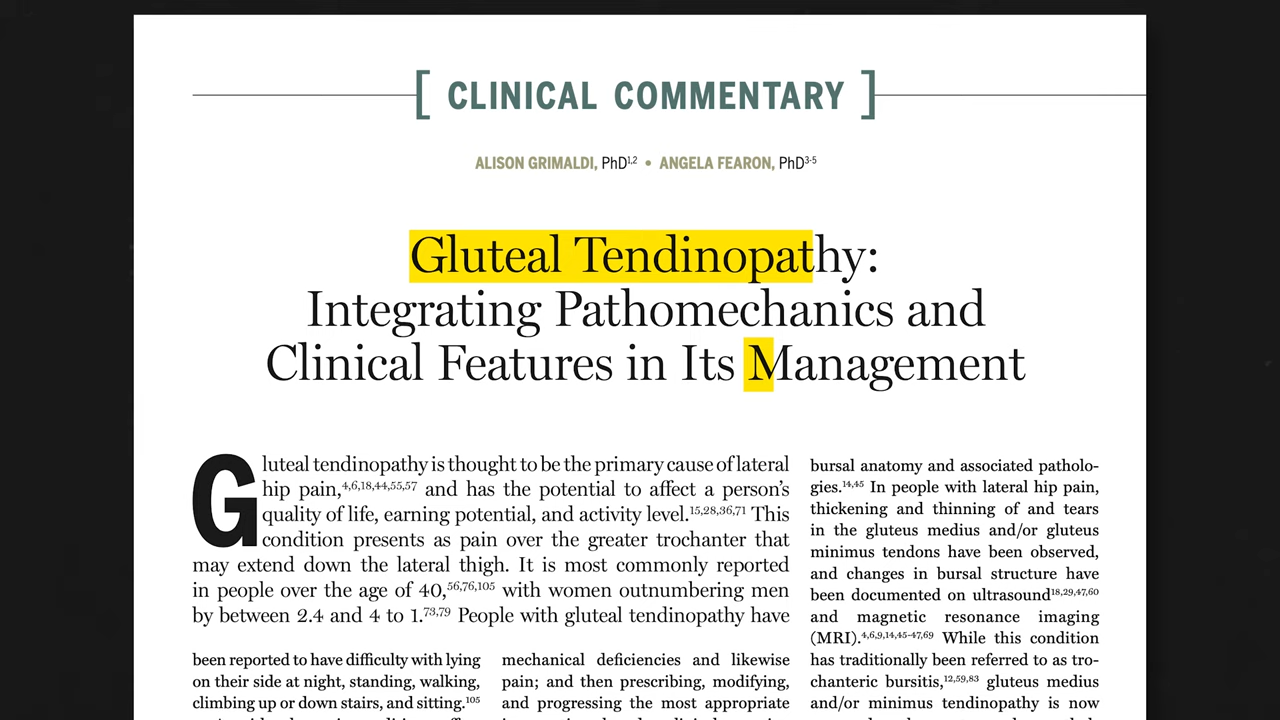 [ CLINICAL COMMENTARY ]
ALISON GRIMALDI, PhD1,2 • ANGELA FEARON, PhD3-5
Gluteal Tendinopathy:
Integrating Pathomechanics and
Clinical Features in Its Management
Gluteal tendinopathy is thought to be the primary cause of lateral
hip pain,4,6,18,44,55,57 and has the potential to affect a person's
quality of life, earning potential, and activity level.15,28,36,71 This
condition presents as pain over the greater trochanter that
may extend down the lateral thigh. It is most commonly reported
in people over the age of 40,56,76,105 with women outnumbering men
by between 2.4 and 4 to 1.73,79 People with gluteal tendinopathy have
been reported to have difficulty with lying
on their side at night, standing, walking,
climbing up or down stairs, and sitting.105
mechanical deficiencies and likewise
pain; and then prescribing, modifying,
and progressing the most appropriate
bursal anatomy and associated patholo-
gies.14,45 In people with lateral hip pain,
thickening and thinning of and tears
in the gluteus medius and/or gluteus
minimus tendons have been observed,
and changes in bursal structure have
been documented on ultrasound18,29,47,60
and magnetic resonance imaging
(MRI).4,6,9,14,45-47,69 While this condition
has traditionally been referred to as tro-
chanteric bursitis,12,59,83 gluteus medius
and/or minimus tendinopathy is now